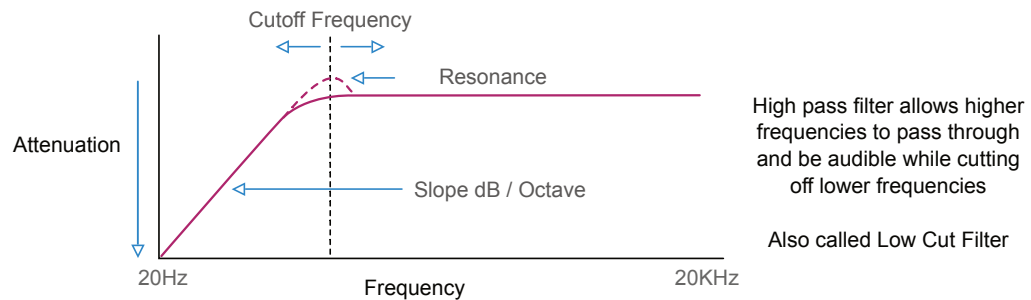 Cutoff Frequency
Resonance
Attenuation
Slope dB / Octave
20Hz
Frequency
20KHz
High pass filter allows higher
frequencies to pass through
and be audible while cutting
off lower frequencies
Also called Low Cut Filter